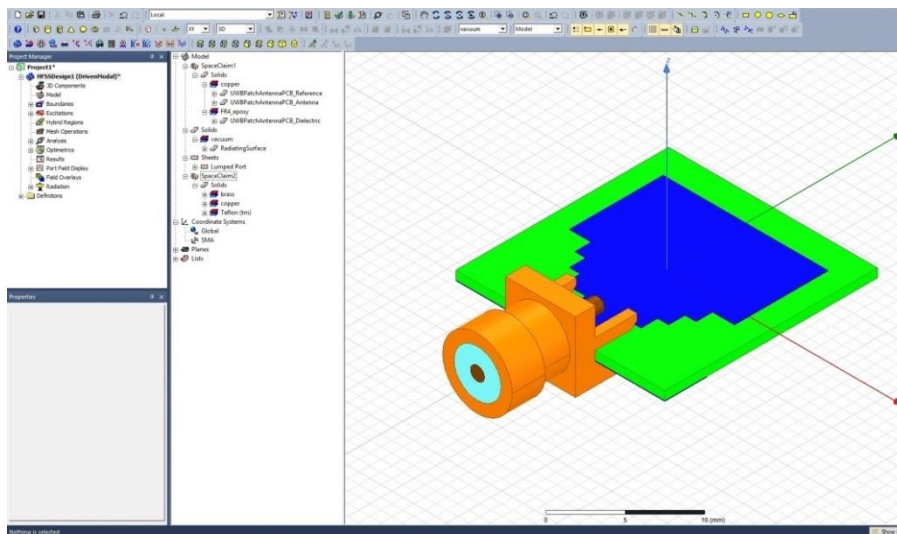 Local
XY
3D
vacuum
Model
Project Manager
Project1*
HFSSDesign1 (DrivenModal)*
3D Components
Model
Boundaries
Excitations
Hybrid Regions
Mesh Operations
Analysis
Optimetrics
Results
Port Field Display
Field Overlays
Radiation
Definitions
Properties
Nothing is selected
Model
SpaceClaim1
Solids
copper
UWBPatchAntennaPCB_Reference
UWBPatchAntennaPCB_Antenna
FR4_epoxy
UWBPatchAntennaPCB_Dielectric
Solids
vacuum
RadiatingSurface
Sheets
Lumped Port
SpaceClaim2
Solids
brass
copper
Teflon (tm)
Coordinate Systems
Global
SMA
Planes
Lists
Z
0 5 10 (mm)
Show